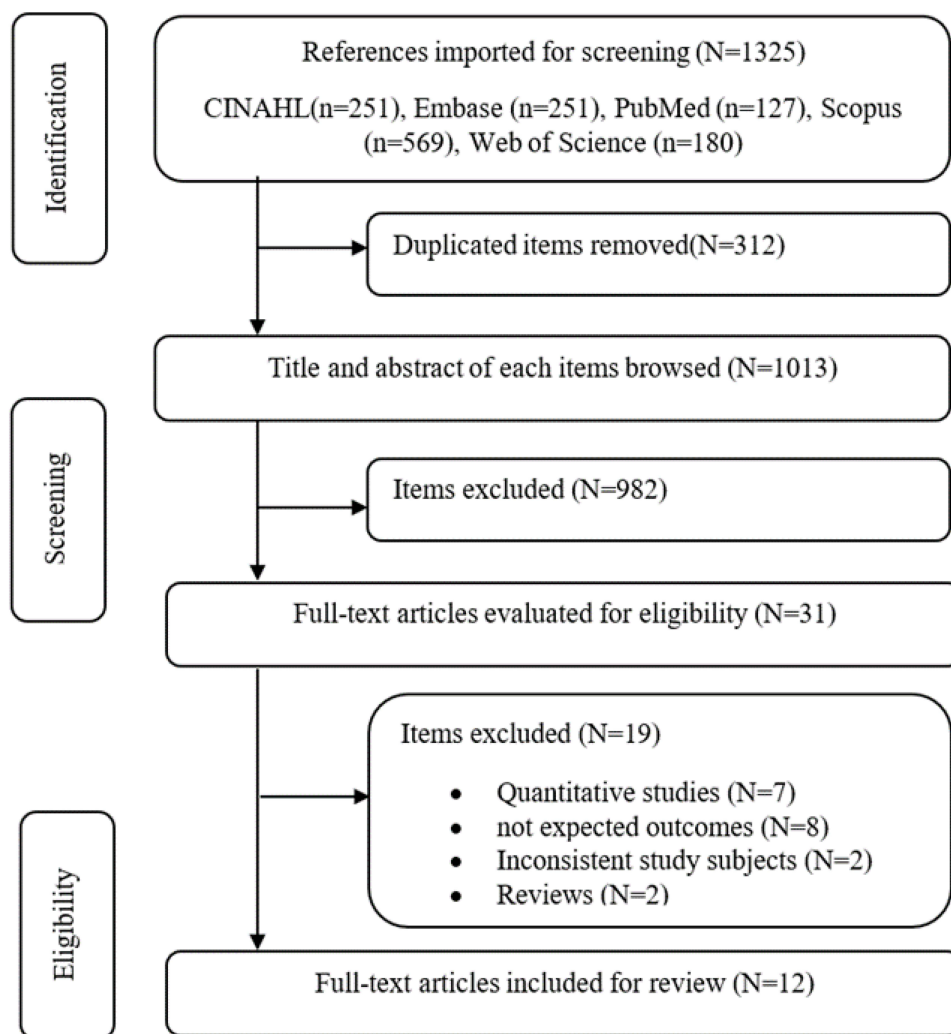 Identification
References imported for screening (N=1325)
CINAHL(n=251), Embase (n=251), PubMed (n=127), Scopus
(n=569), Web of Science (n=180)
Duplicated items removed(N=312)
Title and abstract of each items browsed (N=1013)
Screening
Items excluded (N=982)
Full-text articles evaluated for eligibility (N=31)
Items excluded (N=19)
• Quantitative studies (N=7)
• not expected outcomes (N=8)
• Inconsistent study subjects (N=2)
• Reviews (N=2)
Eligibility
Full-text articles included for review (N=12)